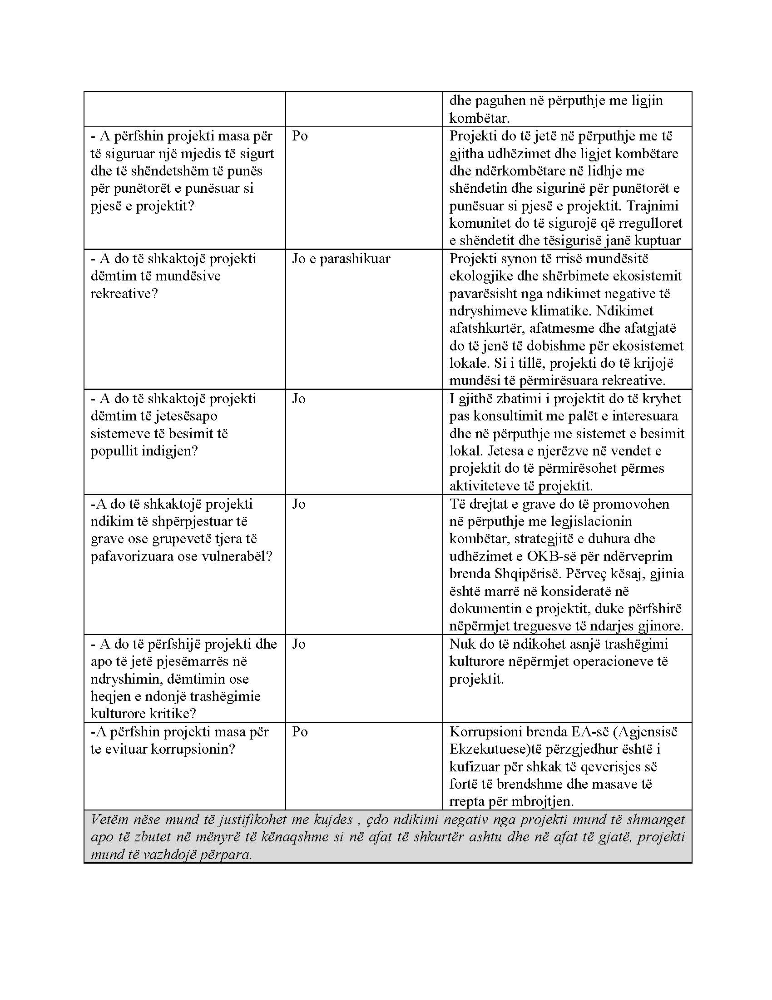 dhe paguhen në përputhje me ligjin
kombëtar.
- A përfshin projekti masa për
të siguruar një mjedis të sigurt
dhe të shëndetshëm të punës
për punëtorët e punësuar si
pjesë e projektit?
Po
Projekti do të jetë në përputhje me të
gjitha udhëzimet dhe ligjet kombëtare
dhe ndërkombëtare në lidhje me
shëndetin dhe sigurinë për punëtorët e
punësuar si pjesë e projektit. Trajnimi
komunitet do të sigurojë që rregulloret
e shëndetit dhe tësigurisë janë kuptuar
- A do të shkaktojë projekti
dëmtim të mundësive
rekreative?
Jo e parashikuar
Projekti synon të rrisë mundësitë
ekologjike dhe shërbimete ekosistemit
pavarësisht nga ndikimet negative të
ndryshimeve klimatike. Ndikimet
afatshkurtër, afatmesme dhe afatgjatë
do të jenë të dobishme për ekosistemet
lokale. Si i tillë, projekti do të krijojë
mundësi të përmirësuara rekreative.
- A do të shkaktojë projekti
dëmtim të jetesësapo
sistemeve të besimit të
popullit indigjen?
Jo
I gjithë zbatimi i projektit do të kryhet
pas konsultimit me palët e interesuara
dhe në përputhje me sistemet e besimit
lokal. Jetesa e njerëzve në vendet e
projektit do të përmirësohet përmes
aktiviteteve të projektit.
-A do të shkaktojë projekti
ndikim të shpërpjestuar të
grave ose grupevetë tjera të
pafavorizuara ose vulnerabël?
Jo
Të drejtat e grave do të promovohen
në përputhje me legjislacionin
kombëtar, strategjitë e duhura dhe
udhëzimet e OKB-së për ndërveprim
brenda Shqipërisë. Përveç kësaj, gjinia
është marrë në konsideratë në
dokumentin e projektit, duke përfshirë
nëpërmjet treguesve të ndarjes gjinore.
- A do të përfshijë projekti dhe
apo të jetë pjesëmarrës në
ndryshimin, dëmtimin ose
heqjen e ndonjë trashëgimie
kulturore kritike?
Jo
Nuk do të ndikohet asnjë trashëgimi
kulturore nëpërmjet operacioneve të
projektit.
-A përfshin projekti masa për
te evituar korrupsionin?
Po
Korrupsioni brenda EA-së (Agjensisë
Ekzekutuese)të përzgjedhur është i
kufizuar për shkak të qeverisjes së
fortë të brendshme dhe masave të
rrepta për mbrojtjen.
Vetëm nëse mund të justifikohet me kujdes , çdo ndikimi negativ nga projekti mund të shmanget
apo të zbutet në mënyrë të kënaqshme si në afat të shkurtër ashtu dhe në afat të gjatë, projekti
mund të vazhdojë përpara.